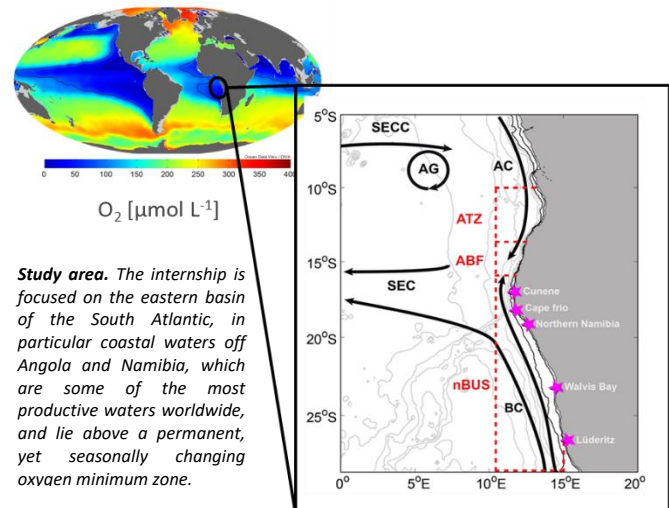 Ocean Data View / DIVA
0 50 100 150 200 250 300 350 400
O₂ [µmol L⁻¹]
Study area. The internship is
focused on the eastern basin
of the South Atlantic, in
particular coastal waters off
Angola and Namibia, which
are some of the most
productive waters worldwide,
and lie above a permanent,
yet seasonally changing
oxygen minimum zone.
5°S
SECC
AC
AG
10°S
ATZ
ABF
15°S
SEC
Cunene
Cape frio
Northern Namibia
20°S
nBUS
Walvis Bay
BC
25°S
Lüderitz
0° 5°E 10°E 15°E 20°